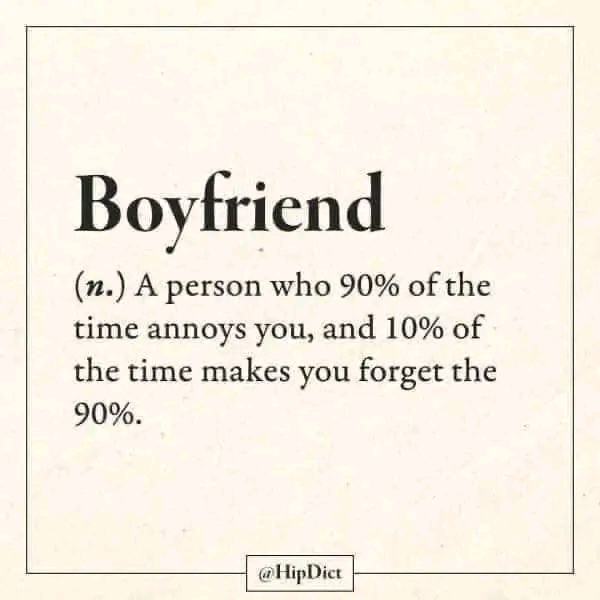 Boyfriend
(n.) A person who 90% of the
time annoys you, and 10% of
the time makes you forget the
90%.
@HipDict